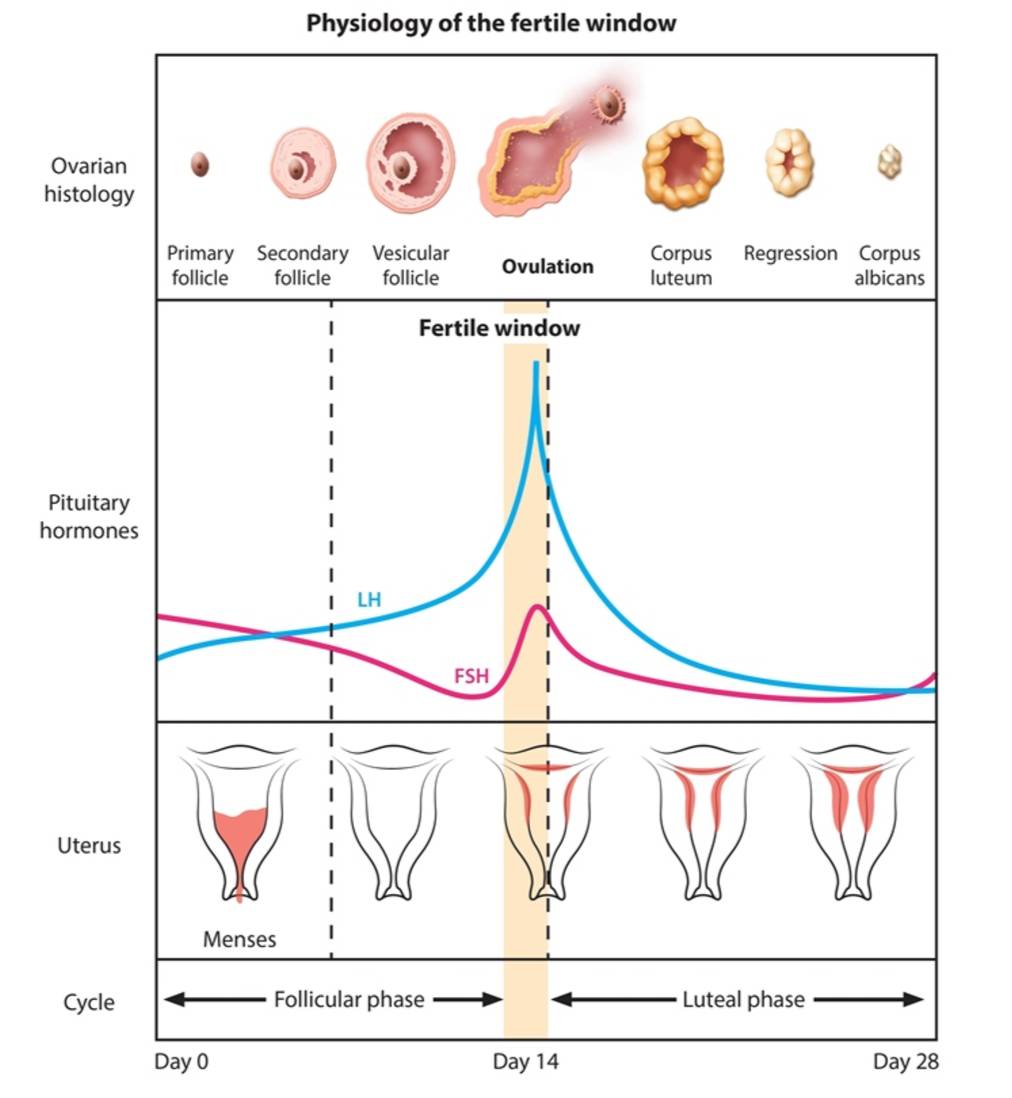 Physiology of the fertile window
Ovarian
histology
Primary
follicle
Secondary
follicle
Vesicular
follicle
Ovulation
Corpus
luteum
Regression
Corpus
albicans
Fertile window
Pituitary
hormones
LH
FSH
Uterus
Menses
Cycle
Follicular phase
Luteal phase
Day 0
Day 14
Day 28